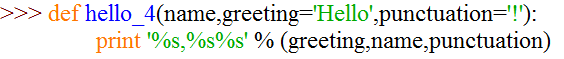 >>> def hello_4(name,greeting='Hello',punctuation='!'):
print '%s,%s%s' % (greeting,name,punctuation)